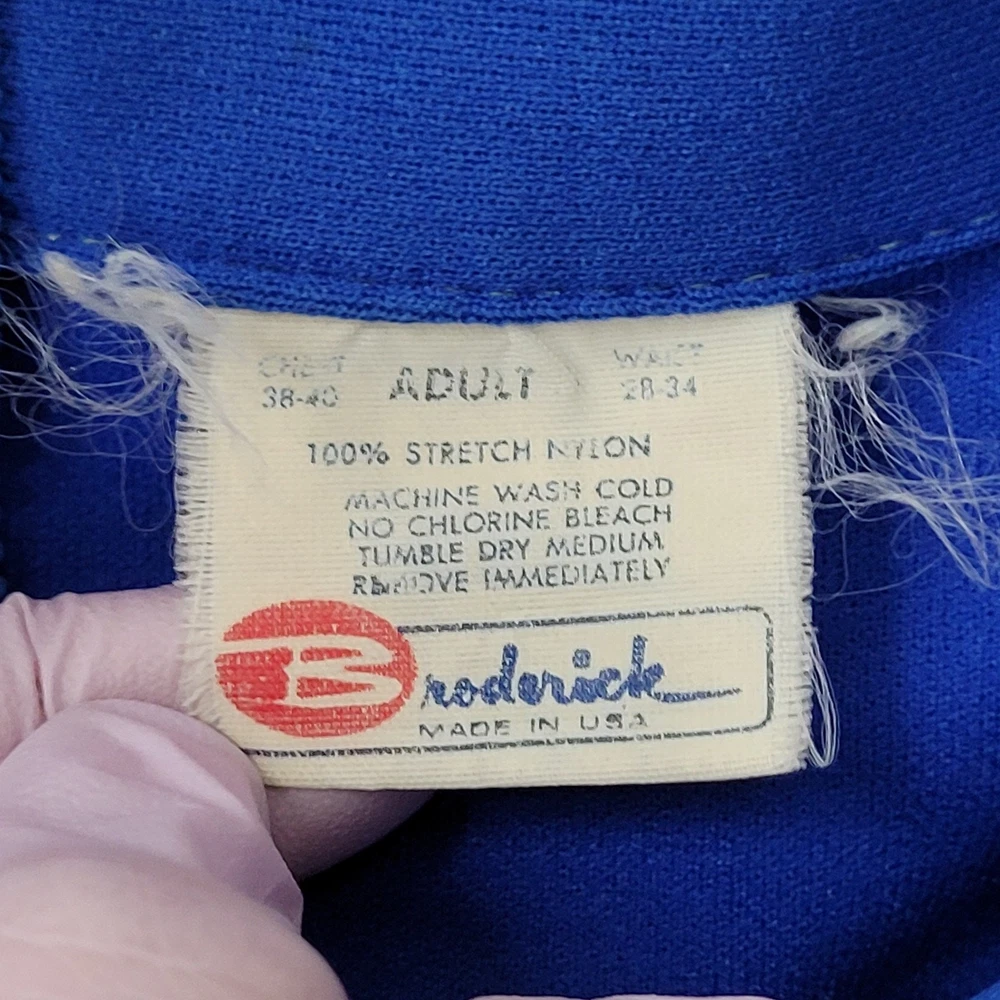 CHEST ADULT WAIST
38-40 28-34
100% STRETCH NYLON
MACHINE WASH COLD
NO CHLORINE BLEACH
TUMBLE DRY MEDIUM
REMOVE IMMEDIATELY
Broderick
MADE IN USA